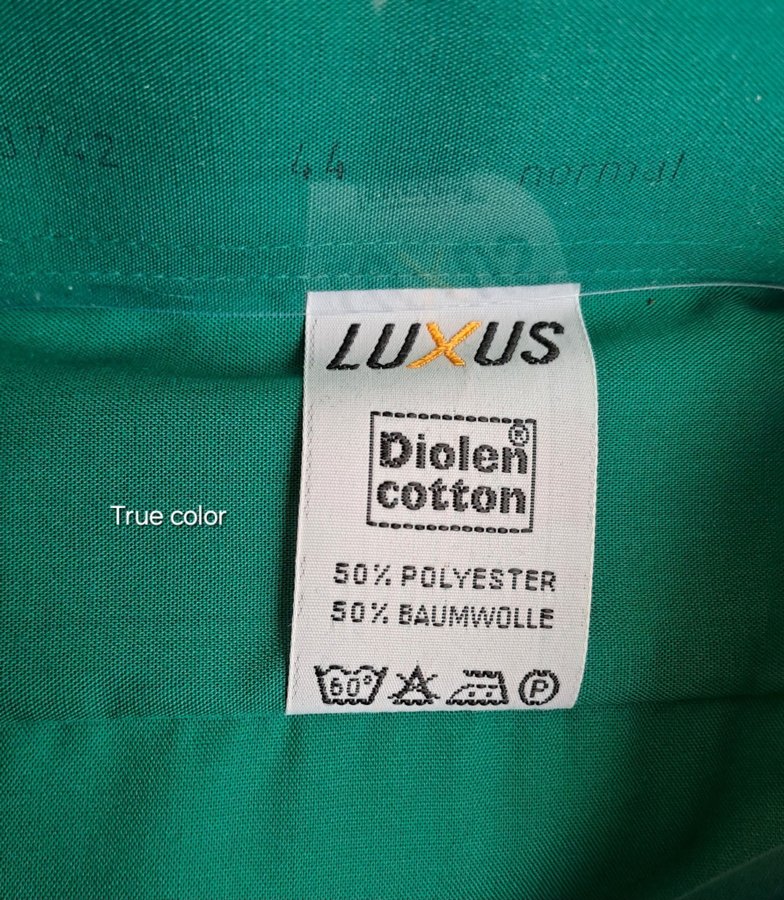 44 normal
LUXUS
Diolen®
cotton
True color
50% POLYESTER
50% BAUMWOLLE
60° A P